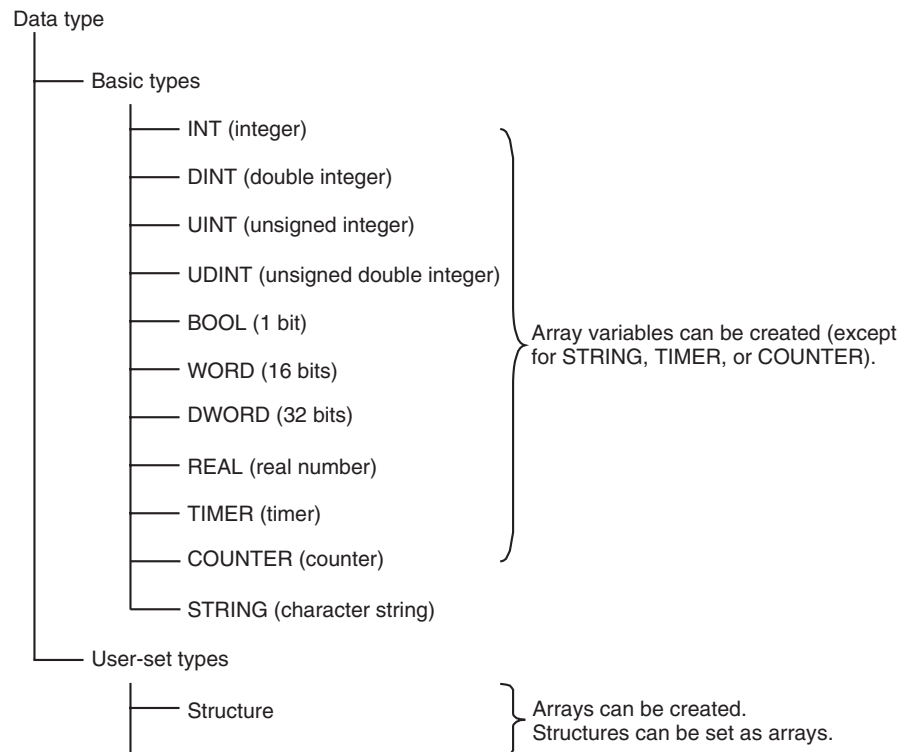 Data type
Basic types
INT (integer)
DINT (double integer)
UINT (unsigned integer)
UDINT (unsigned double integer)
BOOL (1 bit)
WORD (16 bits)
DWORD (32 bits)
REAL (real number)
TIMER (timer)
COUNTER (counter)
STRING (character string)
Array variables can be created (except
for STRING, TIMER, or COUNTER).
User-set types
Structure
Arrays can be created.
Structures can be set as arrays.